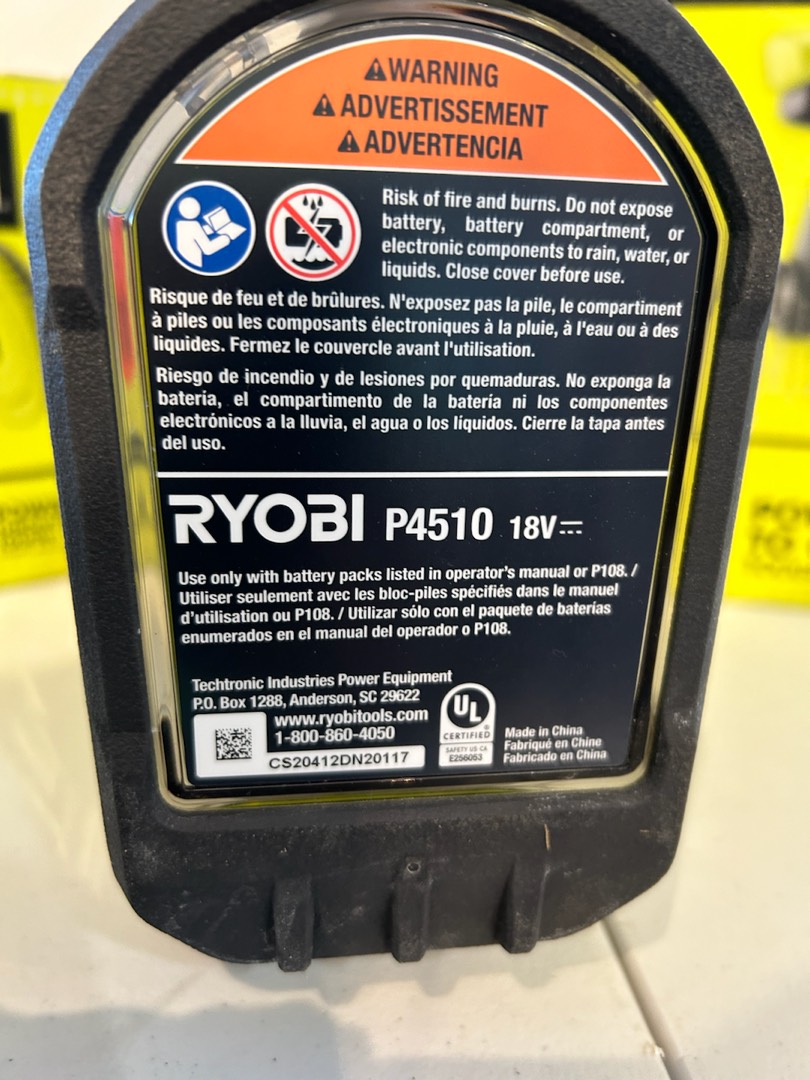 WARNING
ADVERTISSEMENT
ADVERTENCIA
Risk of fire and burns. Do not expose
battery, battery compartment, or
electronic components to rain, water, or
liquids. Close cover before use.
Risque de feu et de brûlures. N'exposez pas la pile, le compartiment
à piles ou les composants électroniques à la pluie, à l'eau ou à des
liquides. Fermez le couvercle avant l'utilisation.
Riesgo de incendio y de lesiones por quemaduras. No exponga la
batería, el compartimento de la batería ni los componentes
electrónicos a la lluvia, el agua o los líquidos. Cierre la tapa antes
del uso.
RYOBI P4510 18V
Use only with battery packs listed in operator's manual or P108. /
Utiliser seulement avec les bloc-piles spécifiés dans le manuel
d'utilisation ou P108. / Utilizar sólo con el paquete de baterías
enumerados en el manual del operador o P108.
Techtronic Industries Power Equipment
P.O. Box 1288, Anderson, SC 29622
www.ryobitools.com
1-800-860-4050
CS20412DN20117
UL
CERTIFIED
SAFETY US CA
E256053
Made in China
Fabriqué en Chine
Fabricado en China